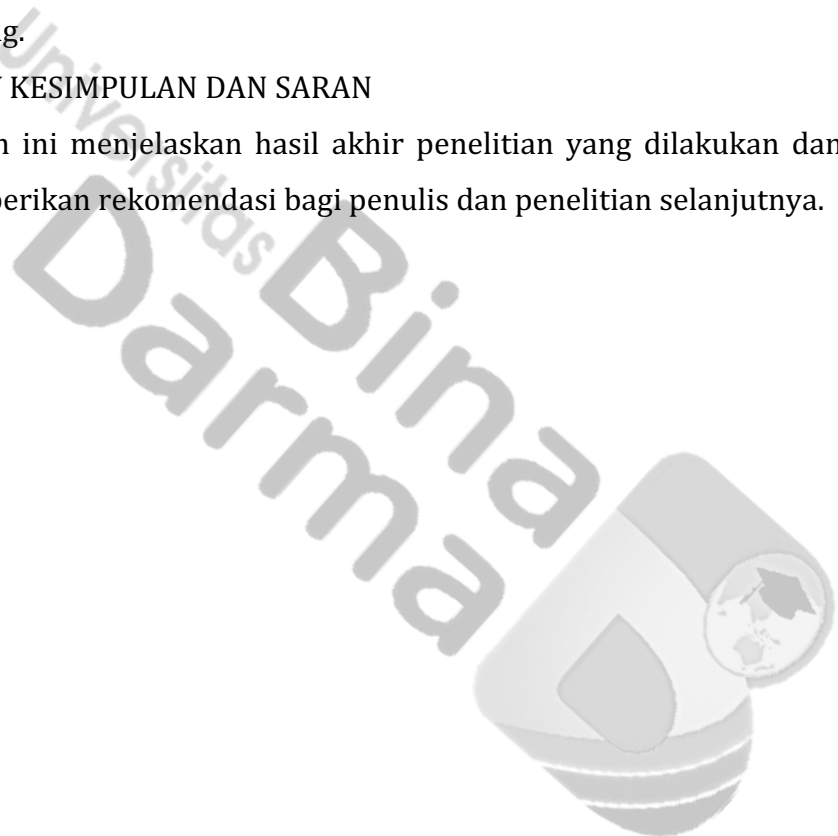 g.
KESIMPULAN DAN SARAN
ini menjelaskan hasil akhir penelitian yang dilakukan dan
berikan rekomendasi bagi penulis dan penelitian selanjutnya.
Universitas
Bina
Darma